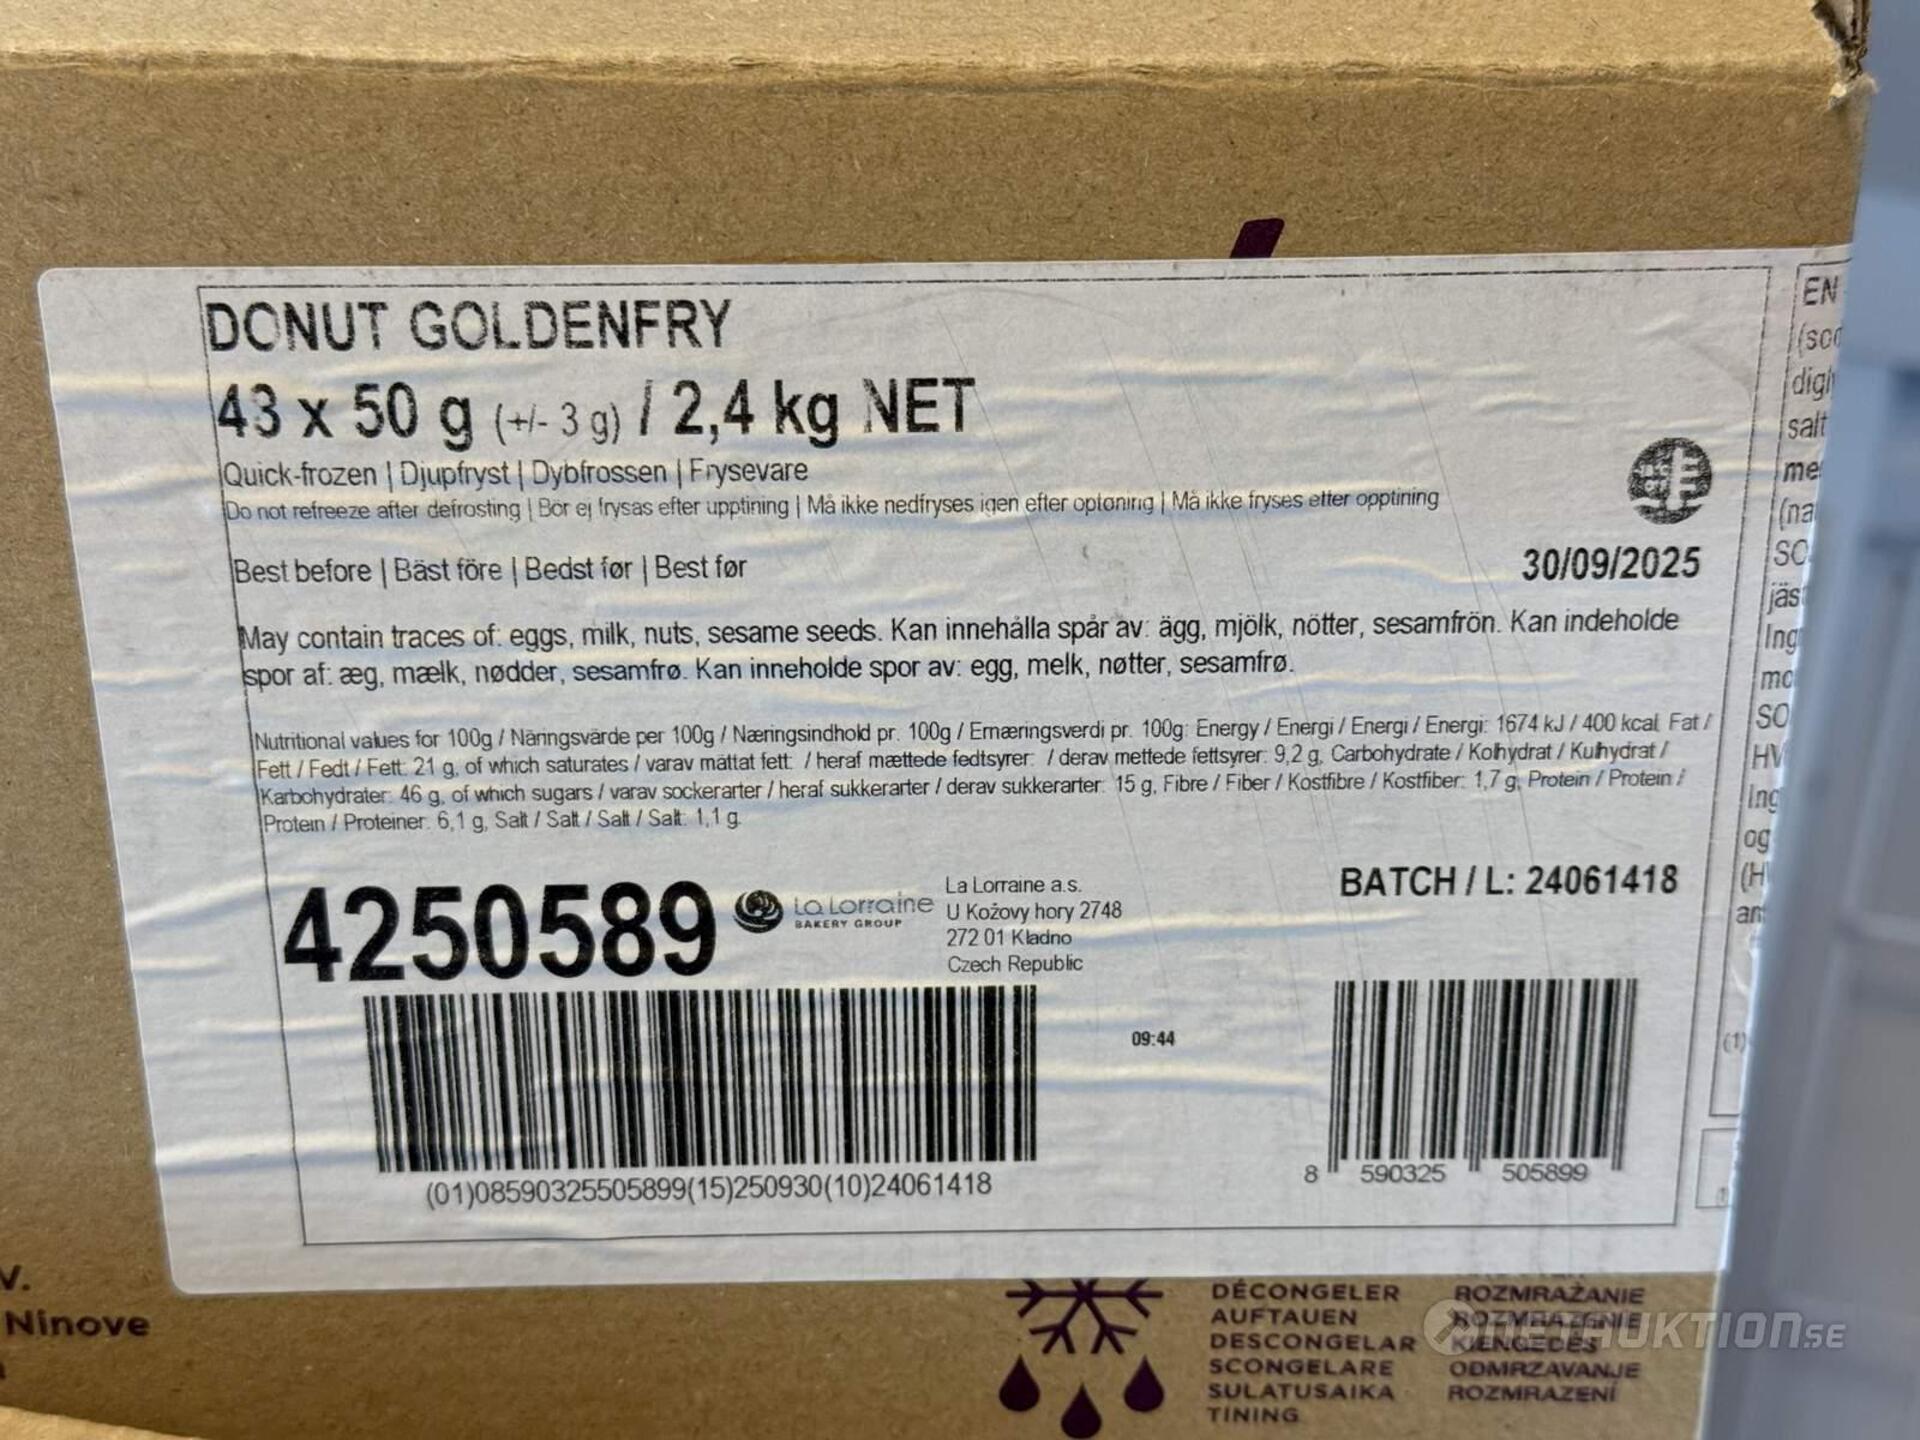 DONUT GOLDENFRY
43 x 50 g (+/- 3 g) / 2,4 kg NET
Quick-frozen | Djupfryst | Dybfrossen | Frysevare
Do not refreeze after defrosting | Bör ej frysas efter upptining | Må ikke nedfryses igen efter optøning | Må ikke fryses etter opptining
Best before | Bäst före | Bedst før | Best før
30/09/2025
May contain traces of: eggs, milk, nuts, sesame seeds. Kan innehålla spår av: ägg, mjölk, nötter, sesamfrön. Kan indeholde
spor af: æg, mælk, nødder, sesamfrø. Kan inneholde spor av: egg, melk, nøtter, sesamfrø.
Nutritional values for 100g / Näringsvärde per 100g / Næringsindhold pr. 100g / Ernæringsverdi pr. 100g: Energy / Energi / Energi / Energi: 1674 kJ / 400 kcal, Fat /
Fett / Fedt / Fett: 21 g, of which saturates / varav mättat fett: / heraf mættede fedtsyrer: / derav mettede fettsyrer: 9,2 g, Carbohydrate / Kolhydrat / Kulhydrat /
Karbohydrater: 46 g, of which sugars / varav sockerarter / heraf sukkerarter / derav sukkerarter: 15 g, Fibre / Fiber / Kostfibre / Kostfiber: 1,7 g, Protein / Protein /
Protein / Proteiner: 6,1 g, Salt / Salt / Salt / Salt: 1,1 g.
4250589
La Lorraine
BAKERY GROUP
La Lorraine a.s.
U Kožovy hory 2748
272 01 Kladno
Czech Republic
BATCH / L: 24061418
09:44
(01)08590325505899(15)250930(10)24061418
8 590325 505899
EN
salt
(1)
V.
Ninove
DÉCONGELER
AUFTAUEN
DESCONGELAR
SCONGELARE
SULATUSAIKA
TINING
ROZMRAŻANIE
KIENGEDÉS
ODMRZAVANJE
ROZMRAZENÍ